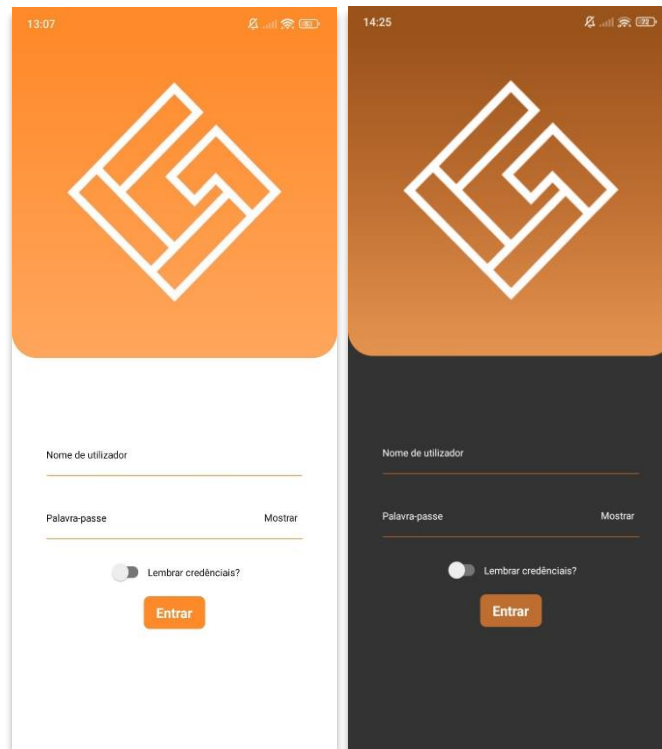 13:07
Nome de utilizador
Palavra-passe Mostrar
Lembrar credênciais?
Entrar
14:25
72
Nome de utilizador
Palavra-passe Mostrar
Lembrar credênciais?
Entrar